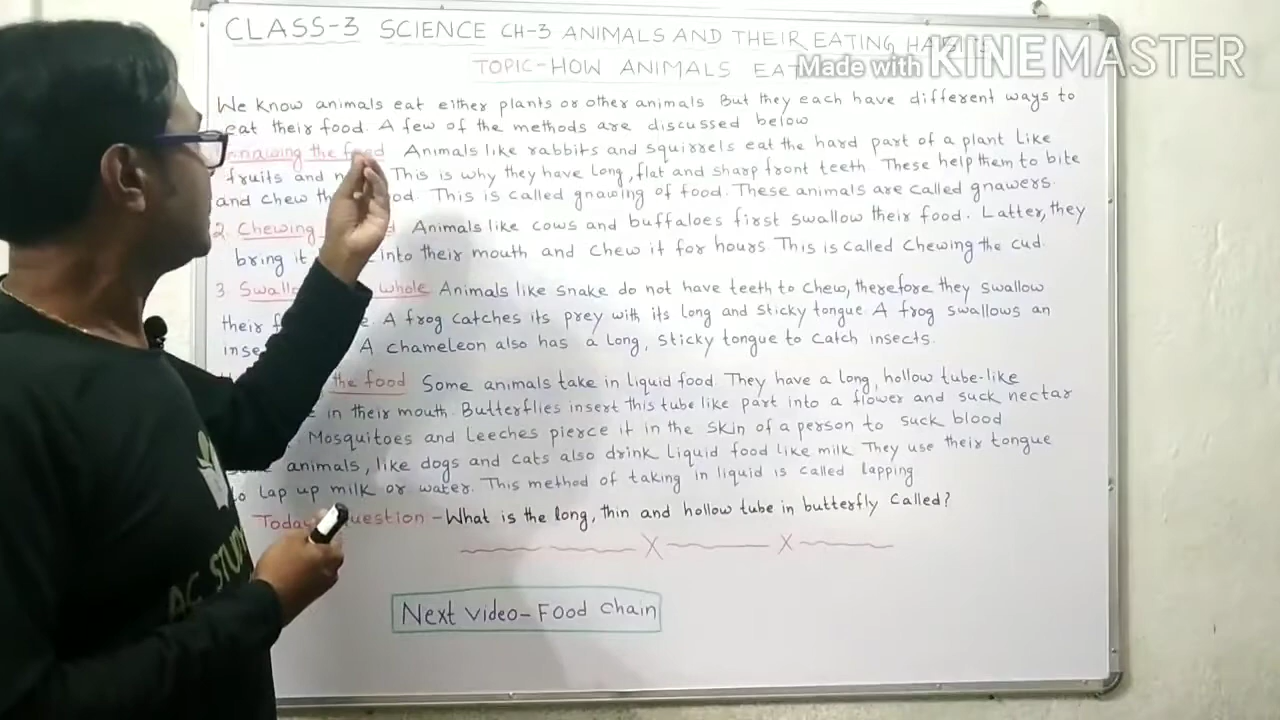 CLASS-3 SCIENCE CH-3 ANIMALS AND THEIR EATING
Made with KINEMASTER
TOPIC-HOW ANIMALS EAT
We know animals eat either plants or other animals But they each have different ways to
eat their food. A few of the methods are discussed below
the food Animals like rabbits and squirrels eat the hard part of a plant like
fruits and This is why they have long, flat and sharp front teeth. These help them to bite
and chew This is called gnawing of food. These animals are called gnawers.
2. Chewing Animals like cows and buffaloes first swallow their food. Latter, they
bring it into their mouth and chew it for hours This is called Chewing the cud.
3 whole Animals like snake do not have teeth to chew, therefore they swallow
their A frog catches its prey with its long and sticky tongue A frog swallows an
A chameleon also has a long, sticky tongue to catch insects.
the food Some animals take in liquid food. They have a long, hollow tube-like
in their mouth. Butterflies insert this tube like part into a flower and suck nectar
Mosquitoes and Leeches pierce it in the skin of a person to suck blood
animals, like dogs and cats also drink liquid food like milk They use their tongue
to lap up milk or water. This method of taking in liquid is called lapping
Question - What is the long, thin and hollow tube in butterfly called?
Next video - Food chain
AC STUD